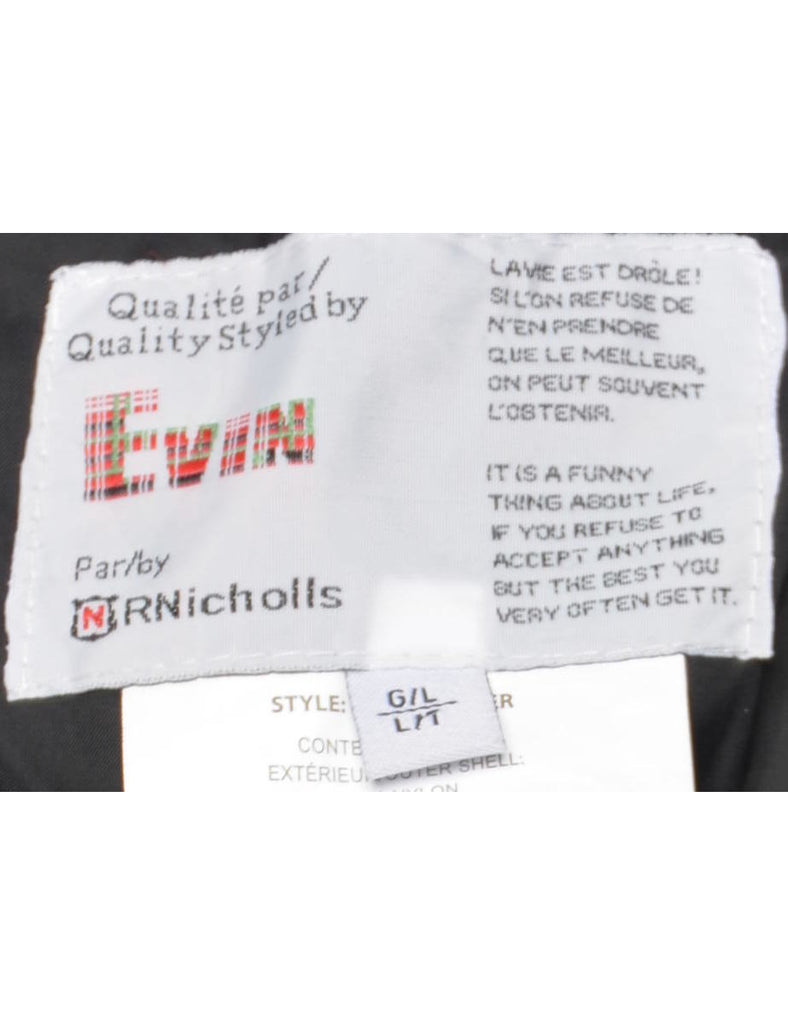 Qualité par/
Quality Styled by
EVIN
Par/by
N RNicholls
LA VIE EST DRÔLE!
SI L'ON REFUSE DE
N'EN PRENDRE
QUE LE MEILLEUR,
ON PEUT SOUVENT
L'OBTENIR.
IT IS A FUNNY
THING ABOUT LIFE,
IF YOU REFUSE TO
ACCEPT ANYTHING
BUT THE BEST YOU
VERY OFTEN GET IT.
G/L
L/T
STYLE:
OUTER SHELL: